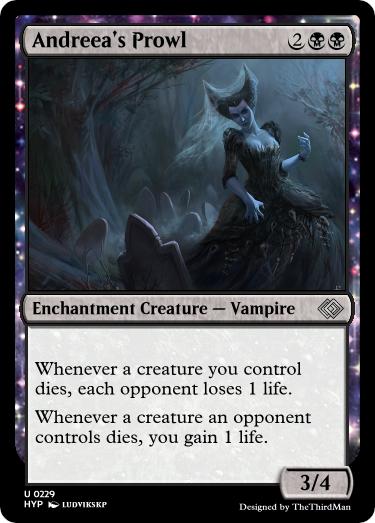 Andreea's Prowl 2
Enchantment Creature — Vampire
Whenever a creature you control
dies, each opponent loses 1 life.
Whenever a creature an opponent
controls dies, you gain 1 life.
3/4
U 0229
HYP LUDVIKSKP
Designed by TheThirdMan